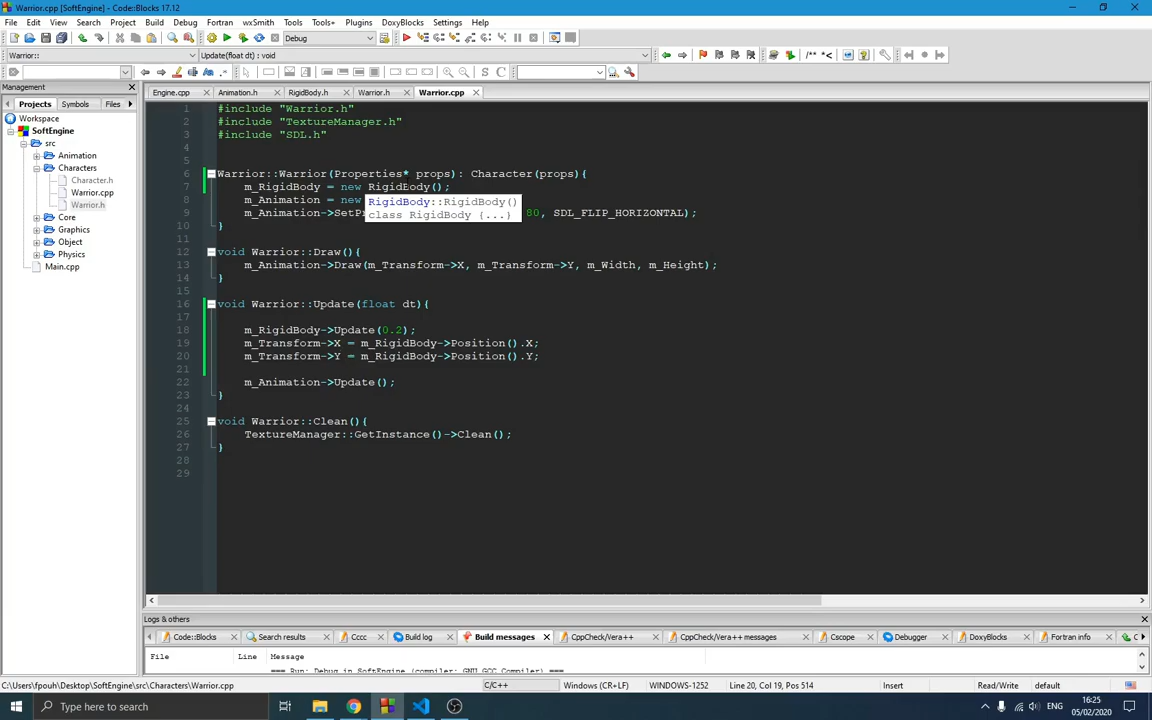 Warrior.cpp [SoftEngine] - Code::Blocks 17.12
File Edit View Search Project Build Debug Fortran wxSmith Tools Tools+ Plugins DoxyBlocks Settings Help
Debug
Warrior:: Update(float dt) : void
/** *<
S C
Management
Projects Symbols Files
Workspace
SoftEngine
src
Animation
Characters
Character.h
Warrior.cpp
Warrior.h
Core
Graphics
Object
Physics
Main.cpp
Engine.cpp Animation.h RigidBody.h Warrior.h Warrior.cpp
1 #include "Warrior.h"
2 #include "TextureManager.h"
3 #include "SDL.h"
4
5
6 Warrior::Warrior(Properties* props): Character(props){
7 m_RigidBody = new RigidBody();
8 m_Animation = new
RigidBody::RigidBody()
class RigidBody {...}
9 m_Animation->SetP 80, SDL_FLIP_HORIZONTAL);
10 }
11
12 void Warrior::Draw(){
13 m_Animation->Draw(m_Transform->X, m_Transform->Y, m_Width, m_Height);
14 }
15
16 void Warrior::Update(float dt){
17
18 m_RigidBody->Update(0.2);
19 m_Transform->X = m_RigidBody->Position().X;
20 m_Transform->Y = m_RigidBody->Position().Y;
21
22 m_Animation->Update();
23 }
24
25 void Warrior::Clean(){
26 TextureManager::GetInstance()->Clean();
27 }
28
29
Logs & others
Code::Blocks Search results Cccc Build log Build messages CppCheck/Vera++ CppCheck/Vera++ messages Cscope Debugger DoxyBlocks Fortran info
File Line Message
=== Run: Debug in SoftEngine (compiler: GNU GCC Compiler) ===
C:\Users\fpouh\Desktop\SoftEngine\src\Characters\Warrior.cpp C/C++ Windows (CR+LF) WINDOWS-1252 Line 20, Col 19, Pos 514 Insert Read/Write default
Type here to search
ENG
16:25
05/02/2020